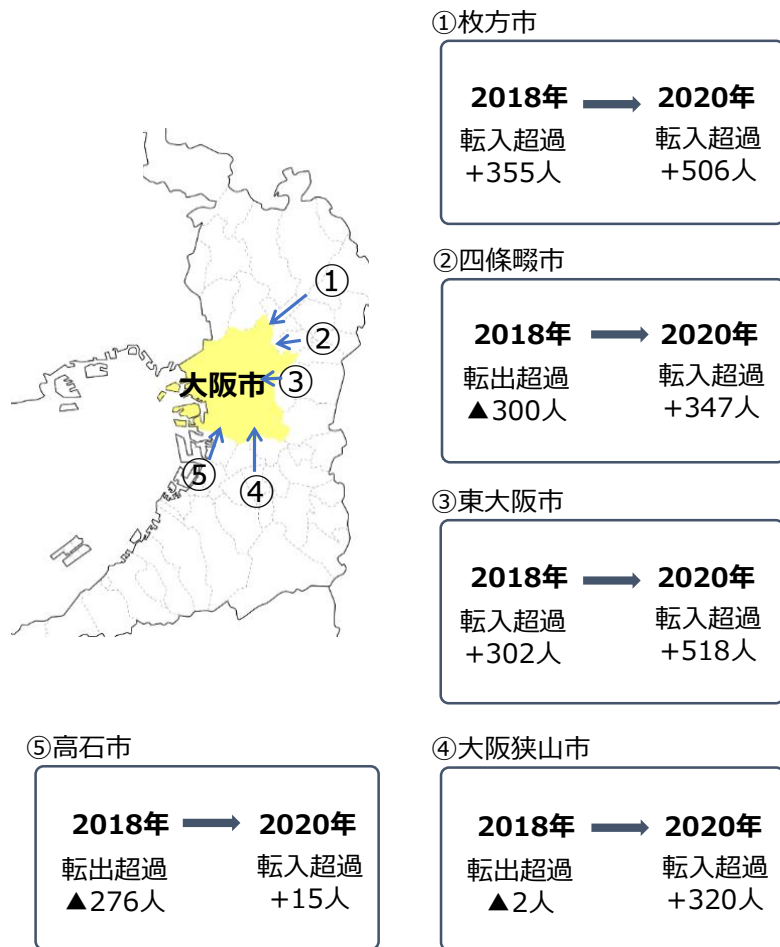 ①枚方市
2018年 2020年
転入超過 転入超過
+355人 +506人
②四條畷市
2018年 2020年
転出超過 転入超過
▲300人 +347人
③東大阪市
2018年 2020年
転入超過 転入超過
+302人 +518人
①
②
大阪市 ③
⑤ ④
⑤高石市
2018年 2020年
転出超過 転入超過
▲276人 +15人
④大阪狭山市
2018年 2020年
転出超過 転入超過
▲2人 +320人